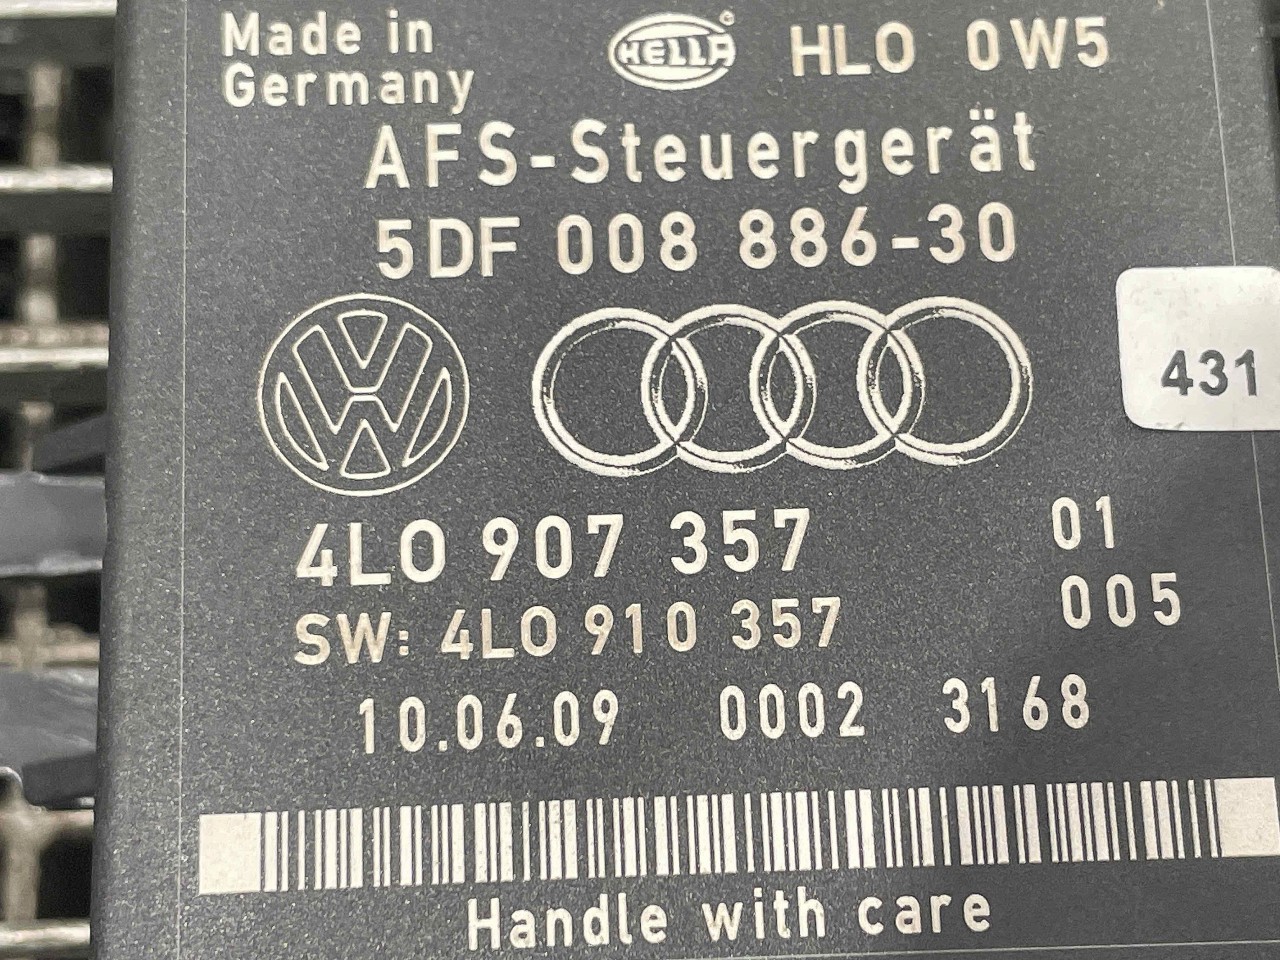 Made in
Germany
HELLA
HLO 0W5
AFS-Steuergerät
5DF 008 886-30
431
4L0 907 357 01
SW: 4L0 910 357 005
10.06.09 0002 3168
Handle with care